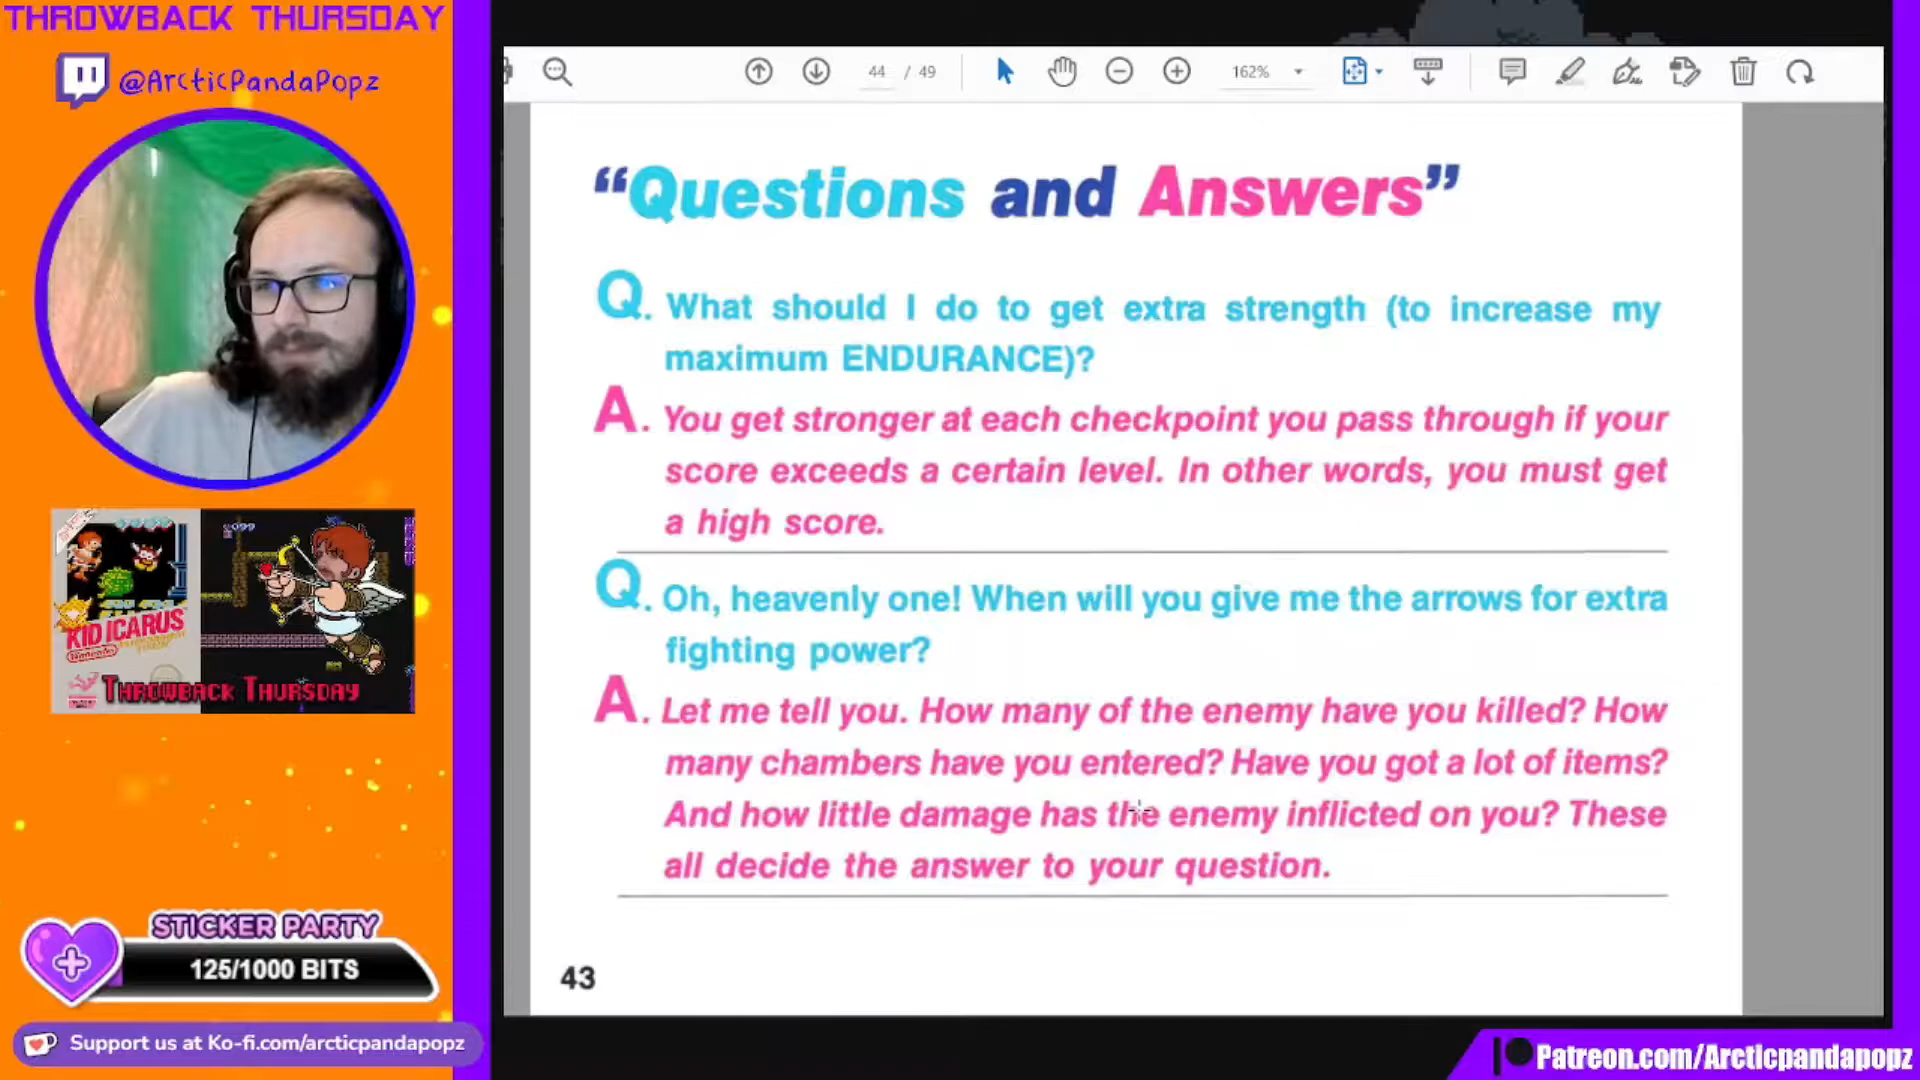 THROWBACK THURSDAY
@ArcticPandaPopz
44 / 49
162%
“Questions and Answers”
Q. What should I do to get extra strength (to increase my
maximum ENDURANCE)?
A. You get stronger at each checkpoint you pass through if your
score exceeds a certain level. In other words, you must get
a high score.
Q. Oh, heavenly one! When will you give me the arrows for extra
fighting power?
A. Let me tell you. How many of the enemy have you killed? How
many chambers have you entered? Have you got a lot of items?
And how little damage has the enemy inflicted on you? These
all decide the answer to your question.
43
KID ICARUS
Nintendo
THROWBACK THURSDAY
STICKER PARTY
125/1000 BITS
Support us at Ko-fi.com/arcticpandapopz
Patreon.com/Arcticpandapopz